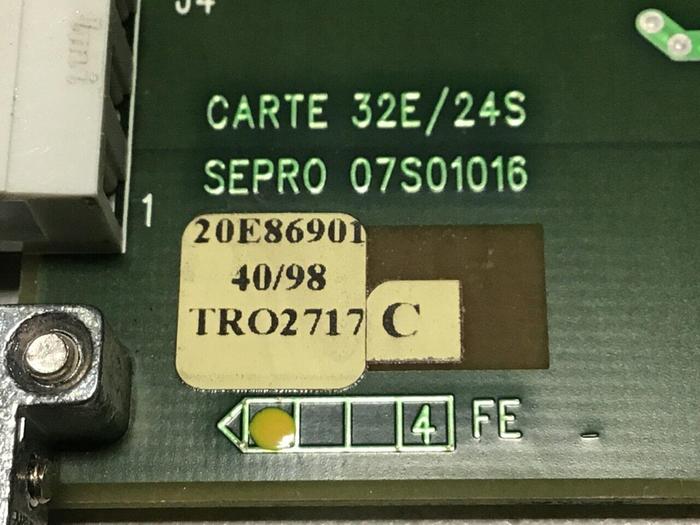 J4
CARTE 32E/24S
SEPRO 07S01016
1
20E86901
40/98
TRO2717
C
4 FE